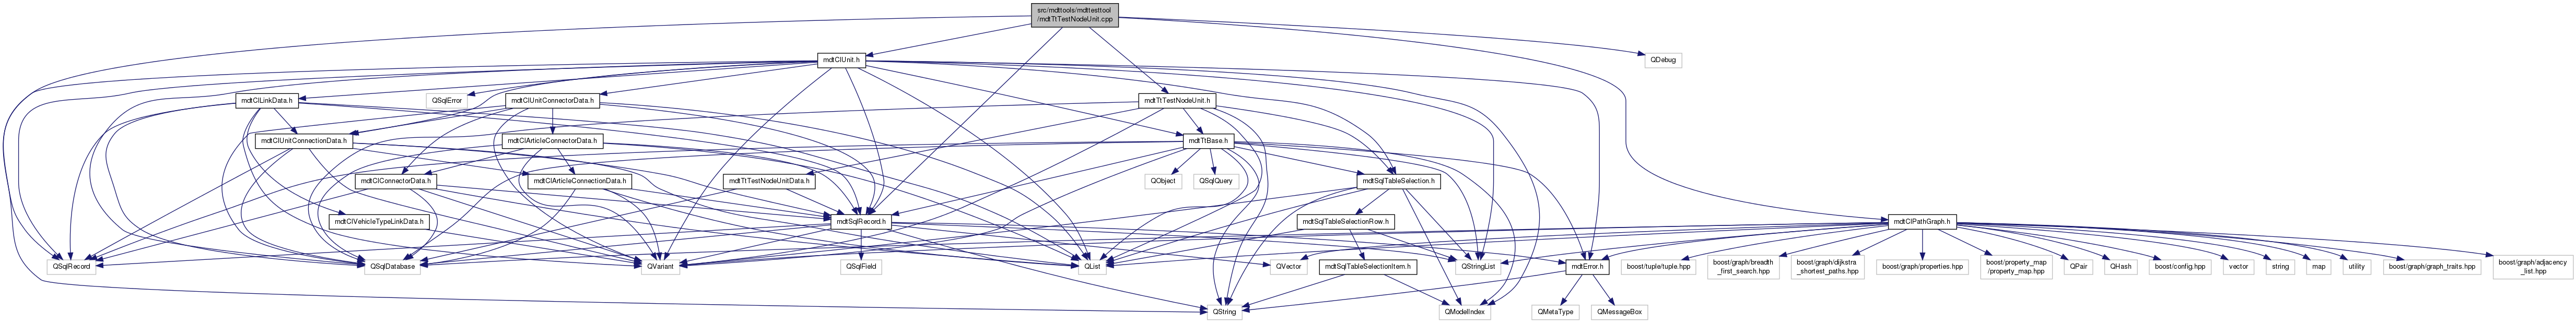 src/mdttools/mdttesttool
/mdtTtTestNodeUnit.cpp
mdtClUnit.h
QDebug
mdtClLinkData.h
QSqlError
mdtClUnitConnectorData.h
mdtTtTestNodeUnit.h
mdtClUnitConnectionData.h
mdtClArticleConnectorData.h
mdtTtBase.h
mdtClConnectorData.h
mdtClArticleConnectionData.h
mdtTtTestNodeUnitData.h
QObject
QSqlQuery
mdtSqlTableSelection.h
mdtClVehicleTypeLinkData.h
mdtSqlRecord.h
mdtSqlTableSelectionRow.h
mdtClPathGraph.h
QSqlRecord
QSqlDatabase
QVariant
QSqlField
QList
QVector
mdtSqlTableSelectionItem.h
QStringList
mdtError.h
boost/tuple/tuple.hpp
boost/graph/breadth
_first_search.hpp
boost/graph/dijkstra
_shortest_paths.hpp
boost/graph/properties.hpp
boost/property_map
/property_map.hpp
QPair
QHash
boost/config.hpp
vector
string
map
utility
boost/graph/graph_traits.hpp
boost/graph/adjacency
_list.hpp
QString
QModelIndex
QMetaType
QMessageBox